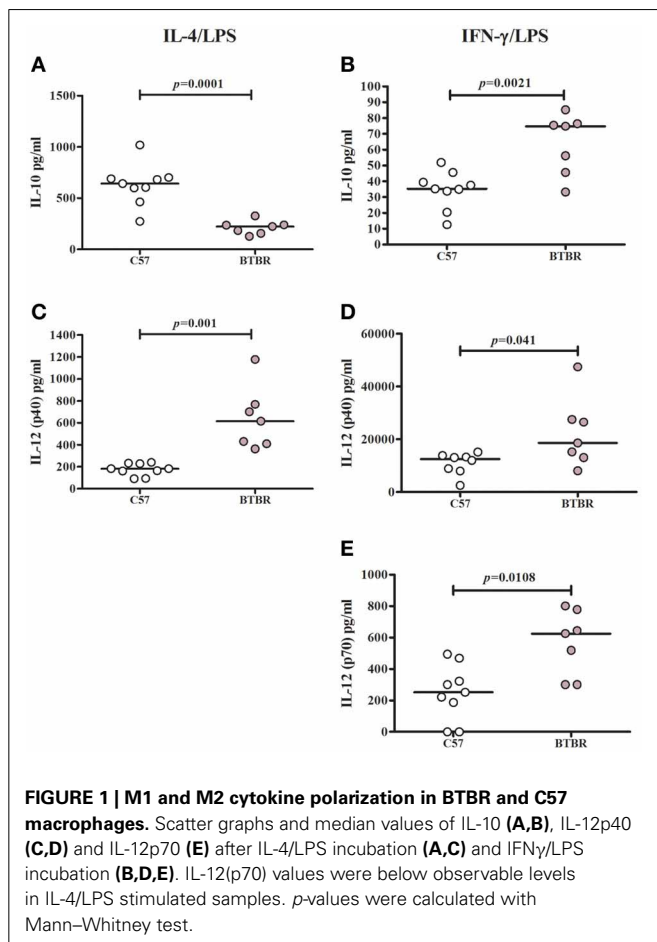 IL-4/LPS
IFN-γ/LPS
A
p=0.0001
IL-10 pg/ml
1500
1000
500
0
C57
BTBR
B
p=0.0021
IL-10 pg/ml
100
90
80
70
60
50
40
30
20
10
0
C57
BTBR
C
p=0.001
IL-12 (p40) pg/ml
1400
1200
1000
800
600
400
200
0
C57
BTBR
D
p=0.041
IL-12 (p40) pg/ml
60000
40000
20000
0
C57
BTBR
E
p=0.0108
IL-12 (p70) pg/ml
1000
800
600
400
200
0
C57
BTBR
FIGURE 1 | M1 and M2 cytokine polarization in BTBR and C57
macrophages. Scatter graphs and median values of IL-10 (A,B), IL-12p40
(C,D) and IL-12p70 (E) after IL-4/LPS incubation (A,C) and IFNγ/LPS
incubation (B,D,E). IL-12(p70) values were below observable levels
in IL-4/LPS stimulated samples. p-values were calculated with
Mann–Whitney test.